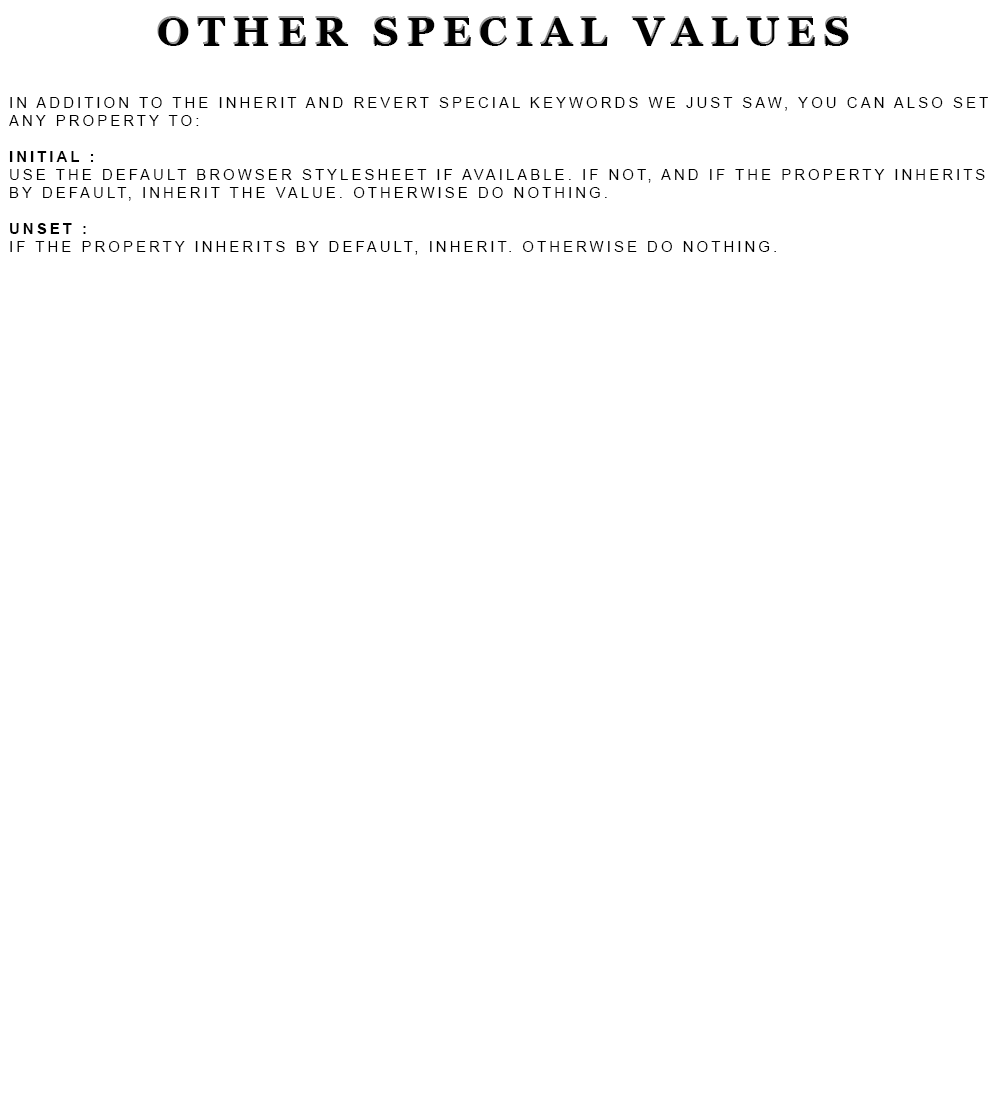 OTHER SPECIAL VALUES
IN ADDITION TO THE INHERIT AND REVERT SPECIAL KEYWORDS WE JUST SAW, YOU CAN ALSO SET
ANY PROPERTY TO:
INITIAL :
USE THE DEFAULT BROWSER STYLESHEET IF AVAILABLE. IF NOT, AND IF THE PROPERTY INHERITS
BY DEFAULT, INHERIT THE VALUE. OTHERWISE DO NOTHING.
UNSET :
IF THE PROPERTY INHERITS BY DEFAULT, INHERIT. OTHERWISE DO NOTHING.